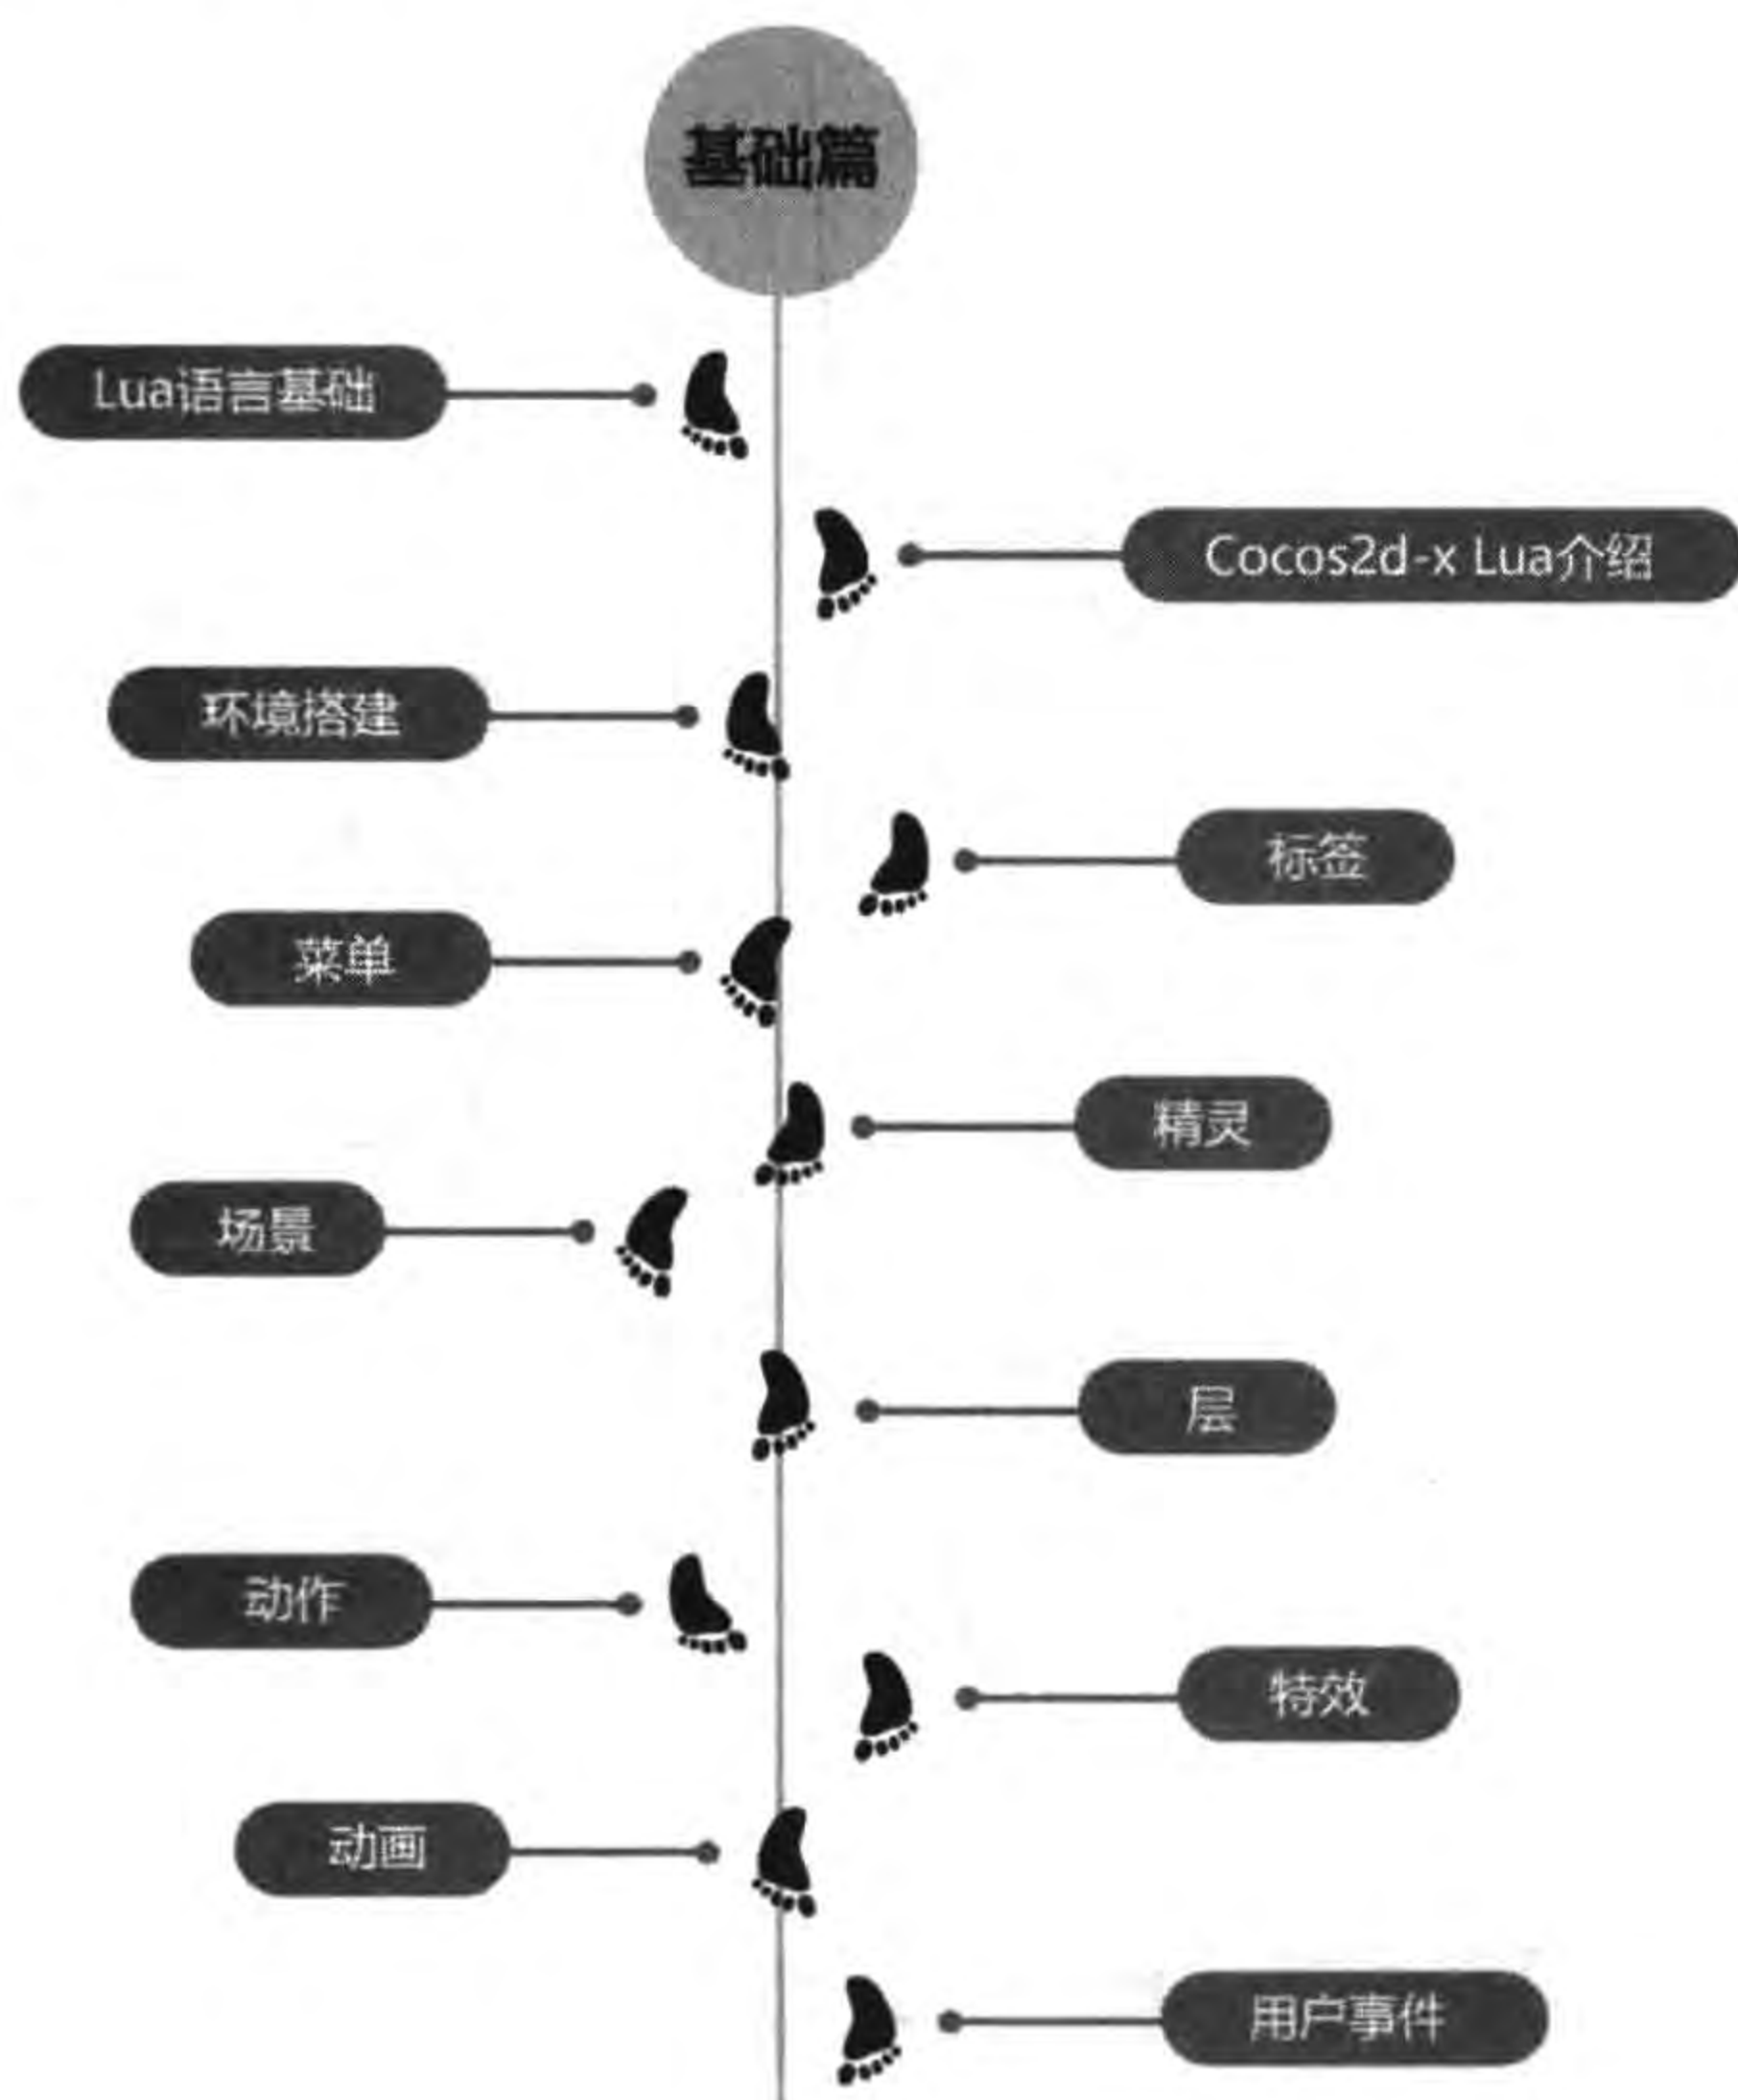 基础篇
Lua语言基础
Cocos2d-x Lua介绍
环境搭建
标签
菜单
精灵
场景
层
动作
特效
动画
用户事件